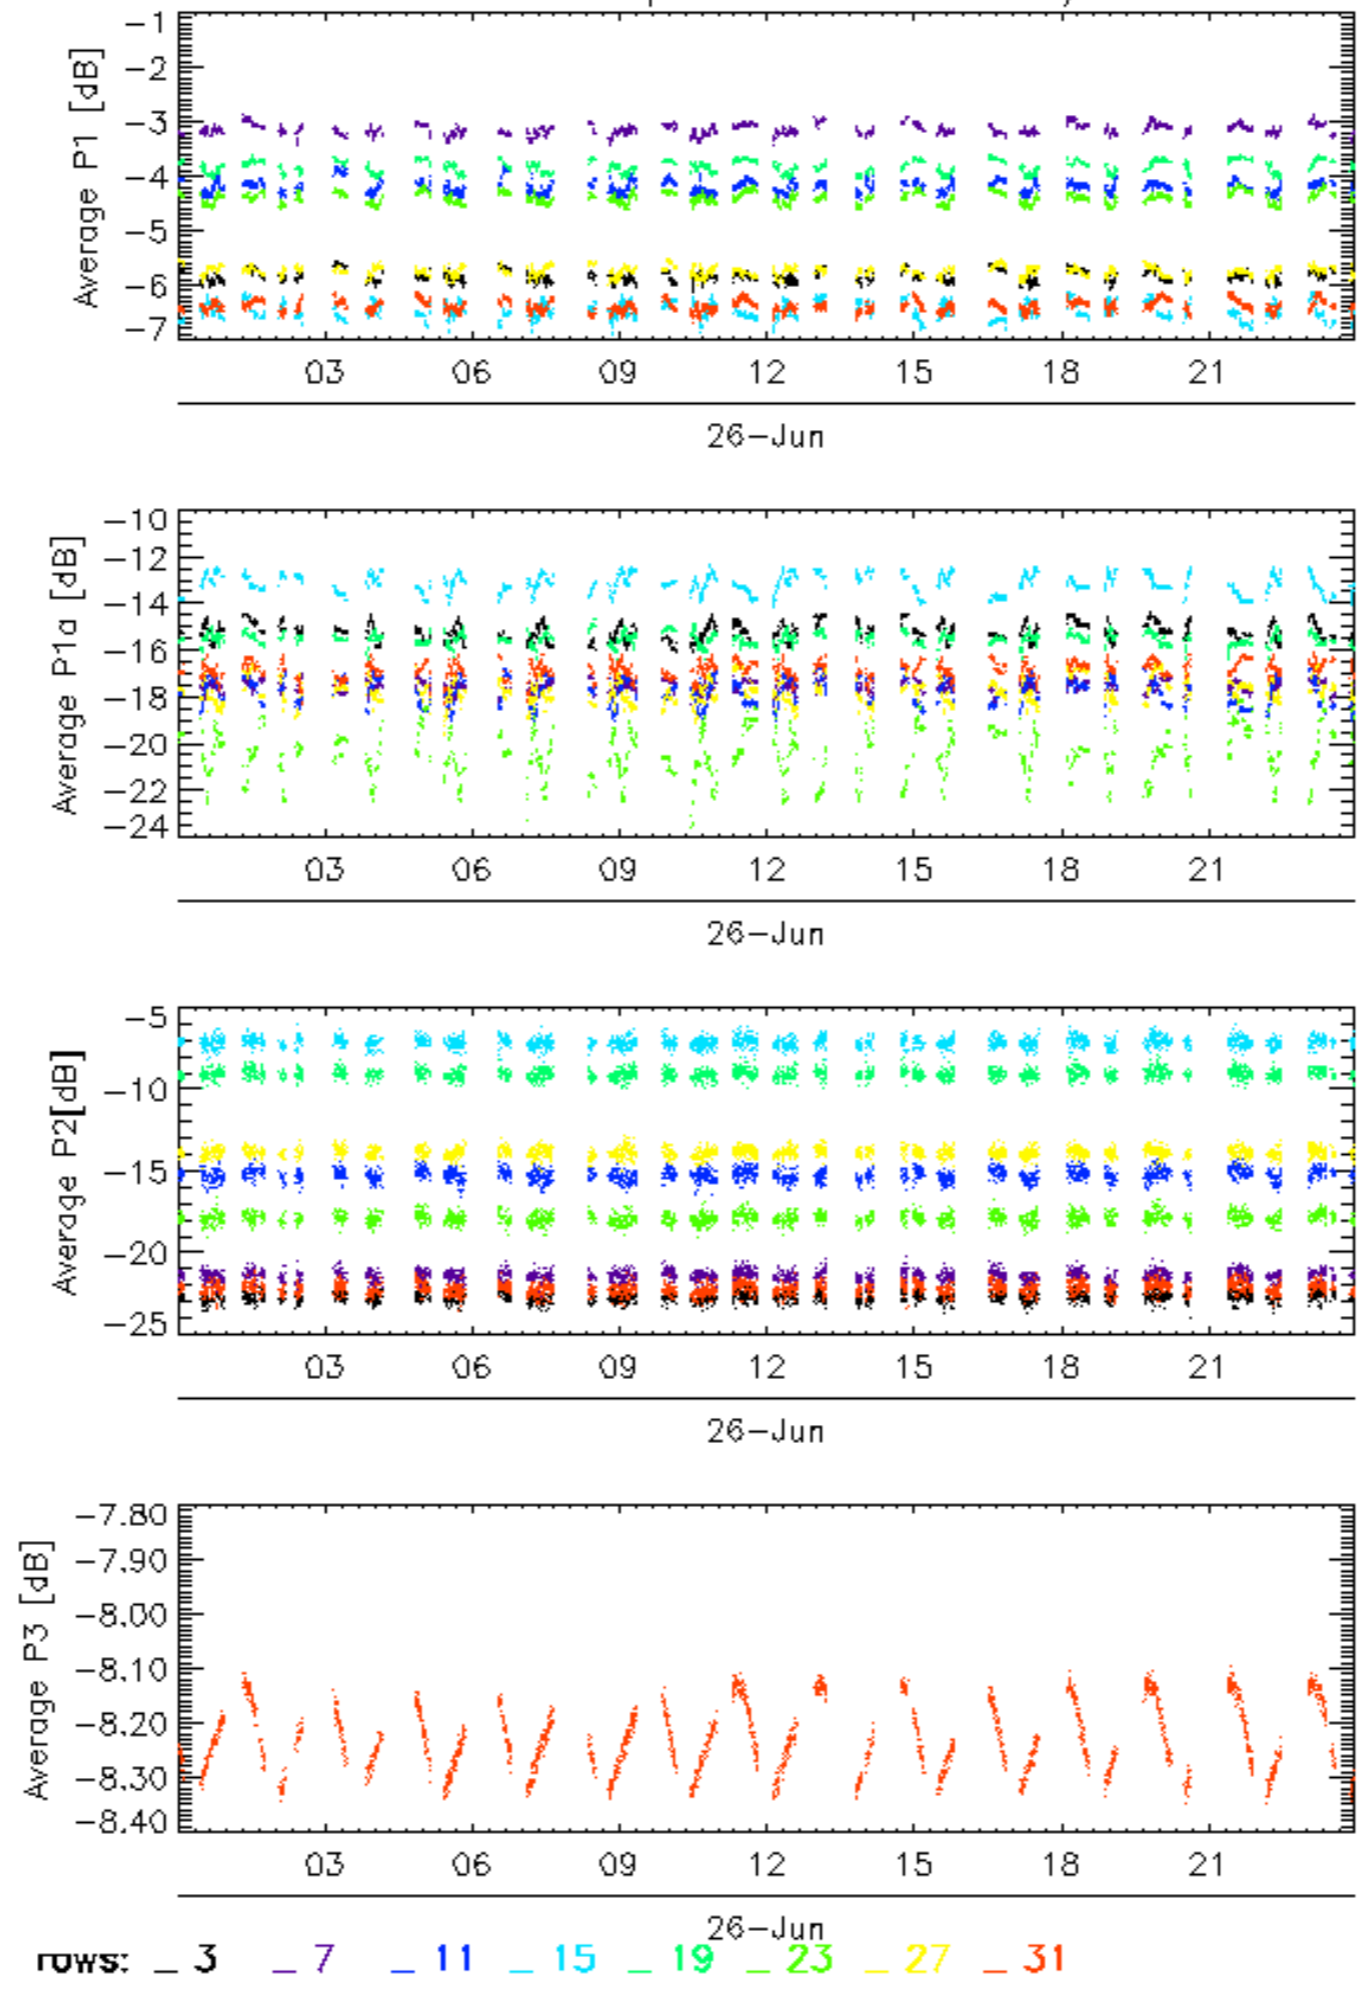 Average P1 [dB]
-1
-2
-3
-4
-5
-6
-7
03 06 09 12 15 18 21
26-Jun
Average P1a [dB]
-10
-12
-14
-16
-18
-20
-22
-24
03 06 09 12 15 18 21
26-Jun
Average P2[dB]
-5
-10
-15
-20
-25
03 06 09 12 15 18 21
26-Jun
Average P3 [dB]
-7.80
-7.90
-8.00
-8.10
-8.20
-8.30
-8.40
03 06 09 12 15 18 21
26-Jun
rows: _ 3 _ 7 _ 11 _ 15 _ 19 _ 23 _ 27 _ 31